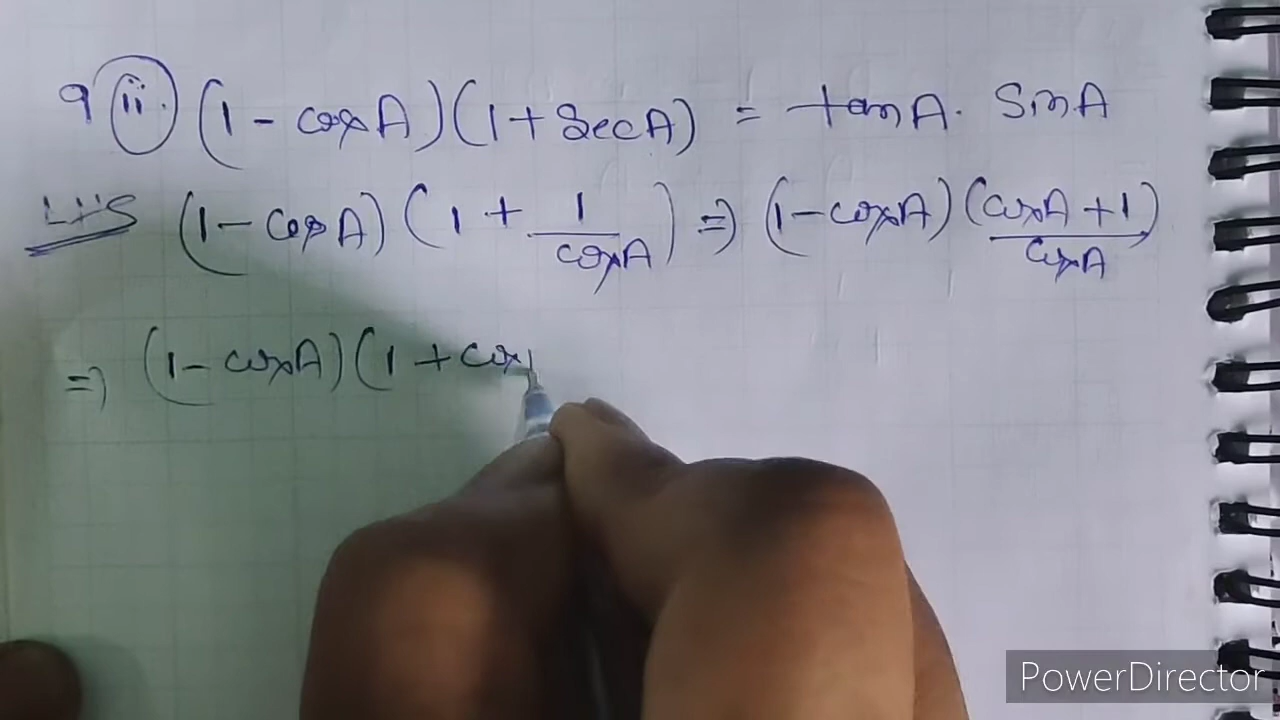 9 (ii) (1 - cosA)(1 + SecA) = tanA. SinA
LHS (1 - cosA)(1 + 1/cosA) => (1 - cosA)(cosA + 1)/cosA
=> (1 - cosA)(1 + cos
PowerDirector